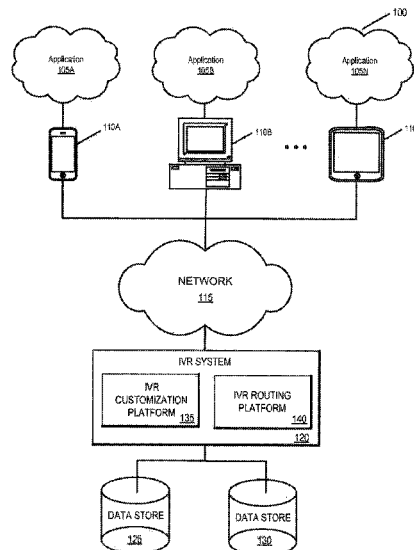 100
Application
105A
Application
105B
Application
105N
110A
110B
NETWORK
115
IVR SYSTEM
IVR
CUSTOMIZATION
PLATFORM
135
IVR ROUTING
PLATFORM
140
120
DATA STORE
125
DATA STORE
130